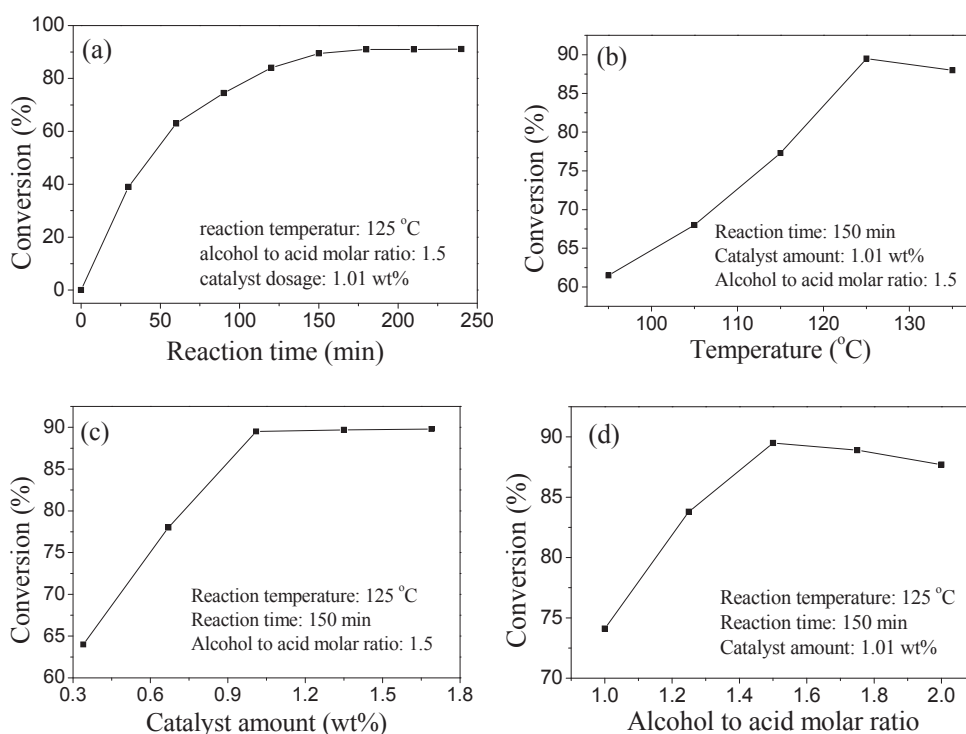 (a)
100
80
60
40
20
0
Conversion (%)
reaction temperatur: 125 °C
alcohol to acid molar ratio: 1.5
catalyst dosage: 1.01 wt%
0 50 100 150 200 250
Reaction time (min)
(b)
90
85
80
75
70
65
60
Conversion (%)
Reaction time: 150 min
Catalyst amount: 1.01 wt%
Alcohol to acid molar ratio: 1.5
100 110 120 130
Temperature (°C)
(c)
90
85
80
75
70
65
60
Conversion (%)
Reaction temperature: 125 °C
Reaction time: 150 min
Alcohol to acid molar ratio: 1.5
0.3 0.6 0.9 1.2 1.5 1.8
Catalyst amount (wt%)
(d)
90
85
80
75
70
Conversion (%)
Reaction temperature: 125 °C
Reaction time: 150 min
Catalyst amount: 1.01 wt%
1.0 1.2 1.4 1.6 1.8 2.0
Alcohol to acid molar ratio